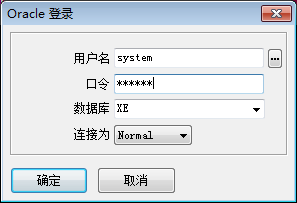 Oracle 登录
用户名 system ...
口令 ******
数据库 XE
连接为 Normal
确定 取消